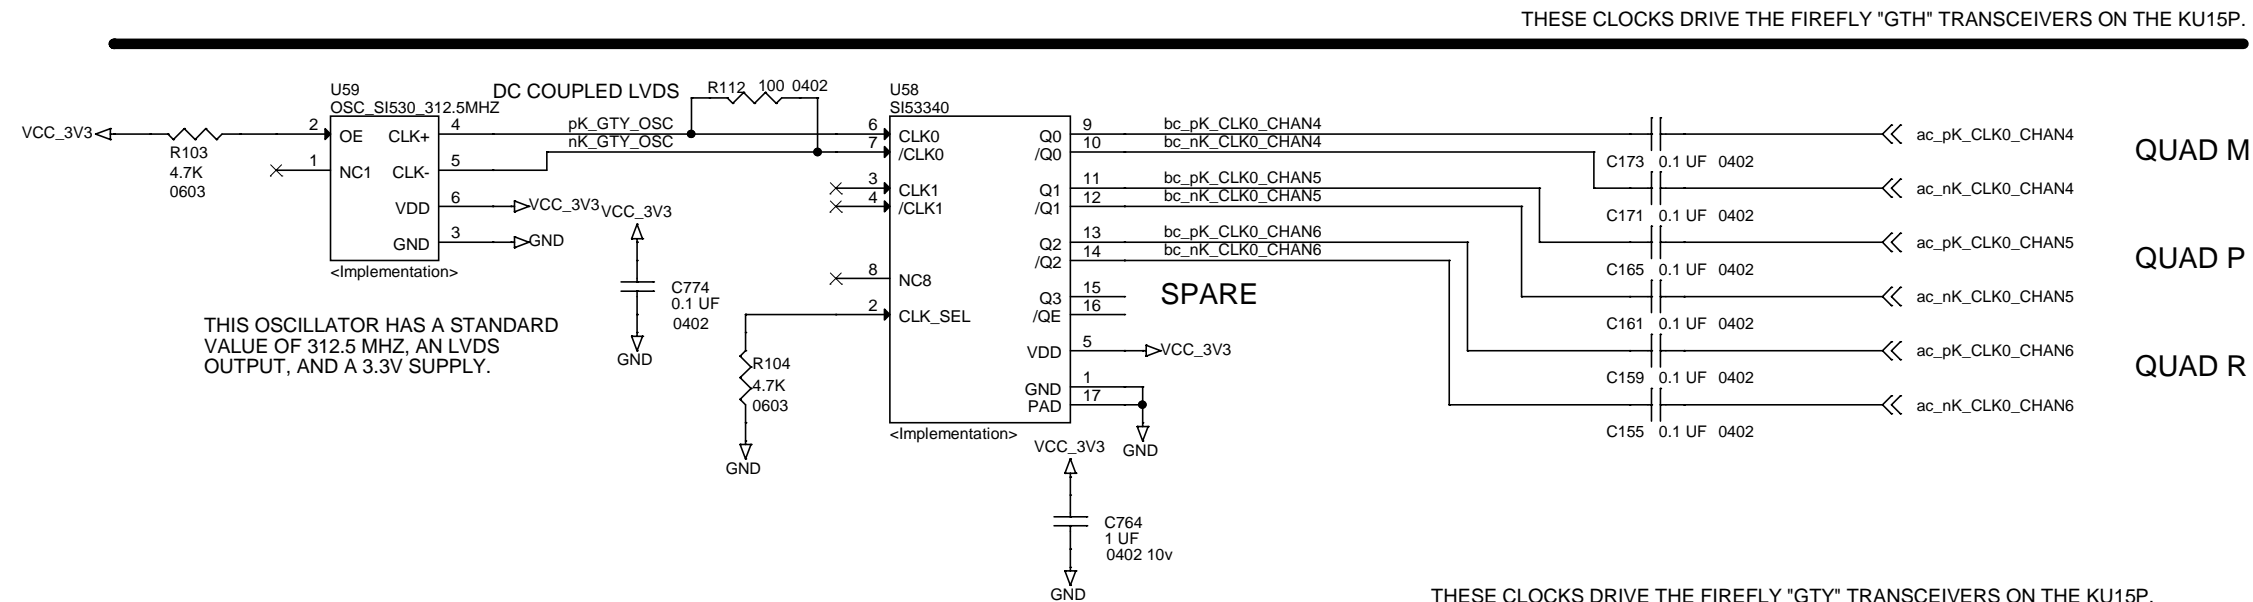 THESE CLOCKS DRIVE THE FIREFLY "GTH" TRANSCEIVERS ON THE KU15P.
U59
OSC_SI530_312.5MHZ
DC COUPLED LVDS
R112 100 0402
U58
SI53340
VCC_3V3
R103
4.7K
0603
2 OE CLK+ 4
1 NC1 CLK- 5
VDD 6 VCC_3V3
GND 3 GND
<Implementation>
pK_GTY_OSC
nK_GTY_OSC
VCC_3V3
C774
0.1 UF
0402
GND
THIS OSCILLATOR HAS A STANDARD
VALUE OF 312.5 MHZ, AN LVDS
OUTPUT, AND A 3.3V SUPPLY.
R104
4.7K
0603
GND
6 CLK0 Q0 9 bc_pK_CLK0_CHAN4
7 /CLK0 /Q0 10 bc_nK_CLK0_CHAN4
3 CLK1 Q1 11 bc_pK_CLK0_CHAN5
4 /CLK1 /Q1 12 bc_nK_CLK0_CHAN5
Q2 13 bc_pK_CLK0_CHAN6
/Q2 14 bc_nK_CLK0_CHAN6
8 NC8
Q3 15
2 CLK_SEL /QE 16
SPARE
VDD 5 VCC_3V3
GND 1
PAD 17
<Implementation>
GND
VCC_3V3
C764
1 UF
0402 10v
GND
ac_pK_CLK0_CHAN4
C173 0.1 UF 0402
QUAD M
ac_nK_CLK0_CHAN4
C171 0.1 UF 0402
ac_pK_CLK0_CHAN5
C165 0.1 UF 0402
QUAD P
ac_nK_CLK0_CHAN5
C161 0.1 UF 0402
ac_pK_CLK0_CHAN6
C159 0.1 UF 0402
QUAD R
ac_nK_CLK0_CHAN6
C155 0.1 UF 0402
THESE CLOCKS DRIVE THE FIREFLY "GTY" TRANSCEIVERS ON THE KU15P.